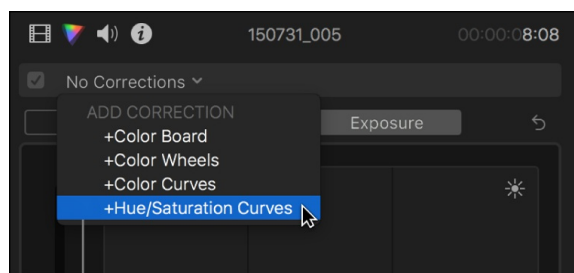 150731_005 00:00:08:08
No Corrections
ADD CORRECTION
+Color Board
Exposure
+Color Wheels
+Color Curves
+Hue/Saturation Curves